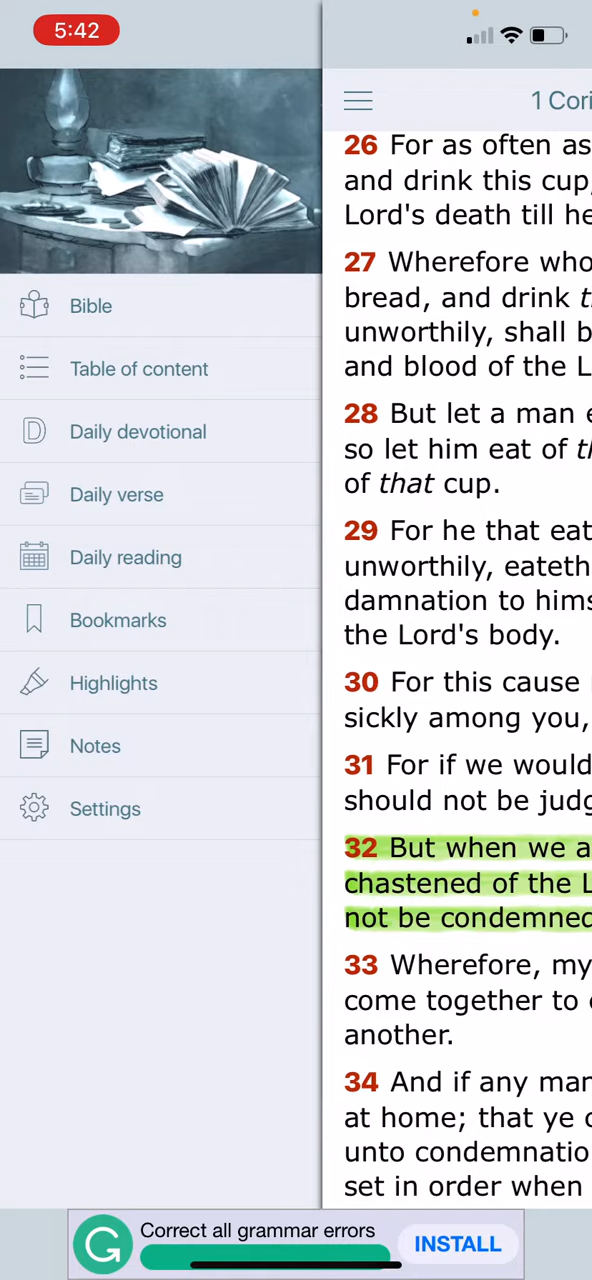 5:42
Bible
Table of content
Daily devotional
Daily verse
Daily reading
Bookmarks
Highlights
Notes
Settings
1 Cori
26 For as often as
and drink this cup,
Lord's death till he
27 Wherefore who
bread, and drink t
unworthily, shall b
and blood of the L
28 But let a man e
so let him eat of th
of that cup.
29 For he that eat
unworthily, eateth
damnation to hims
the Lord's body.
30 For this cause
sickly among you,
31 For if we would
should not be judg
32 But when we a
chastened of the L
not be condemned
33 Wherefore, my
come together to
another.
34 And if any man
at home; that ye c
unto condemnatio
set in order when
Correct all grammar errors
INSTALL